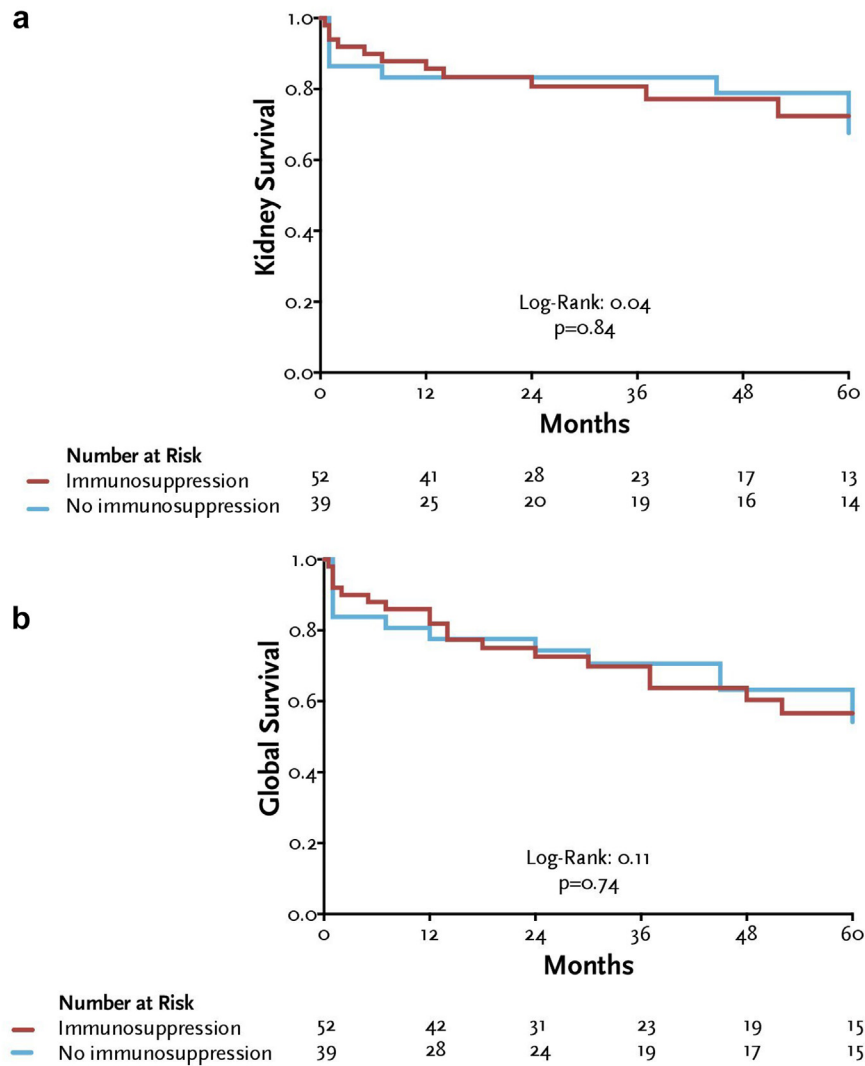 a
Kidney Survival
1.0
0.8
0.6
0.4
0.2
0.0
Log-Rank: 0.04
p=0.84
0 12 24 36 48 60
Months
Number at Risk
Immunosuppression 52 41 28 23 17 13
No immunosuppression 39 25 20 19 16 14
b
Global Survival
1.0
0.8
0.6
0.4
0.2
0.0
Log-Rank: 0.11
p=0.74
0 12 24 36 48 60
Months
Number at Risk
Immunosuppression 52 42 31 23 19 15
No immunosuppression 39 28 24 19 17 15